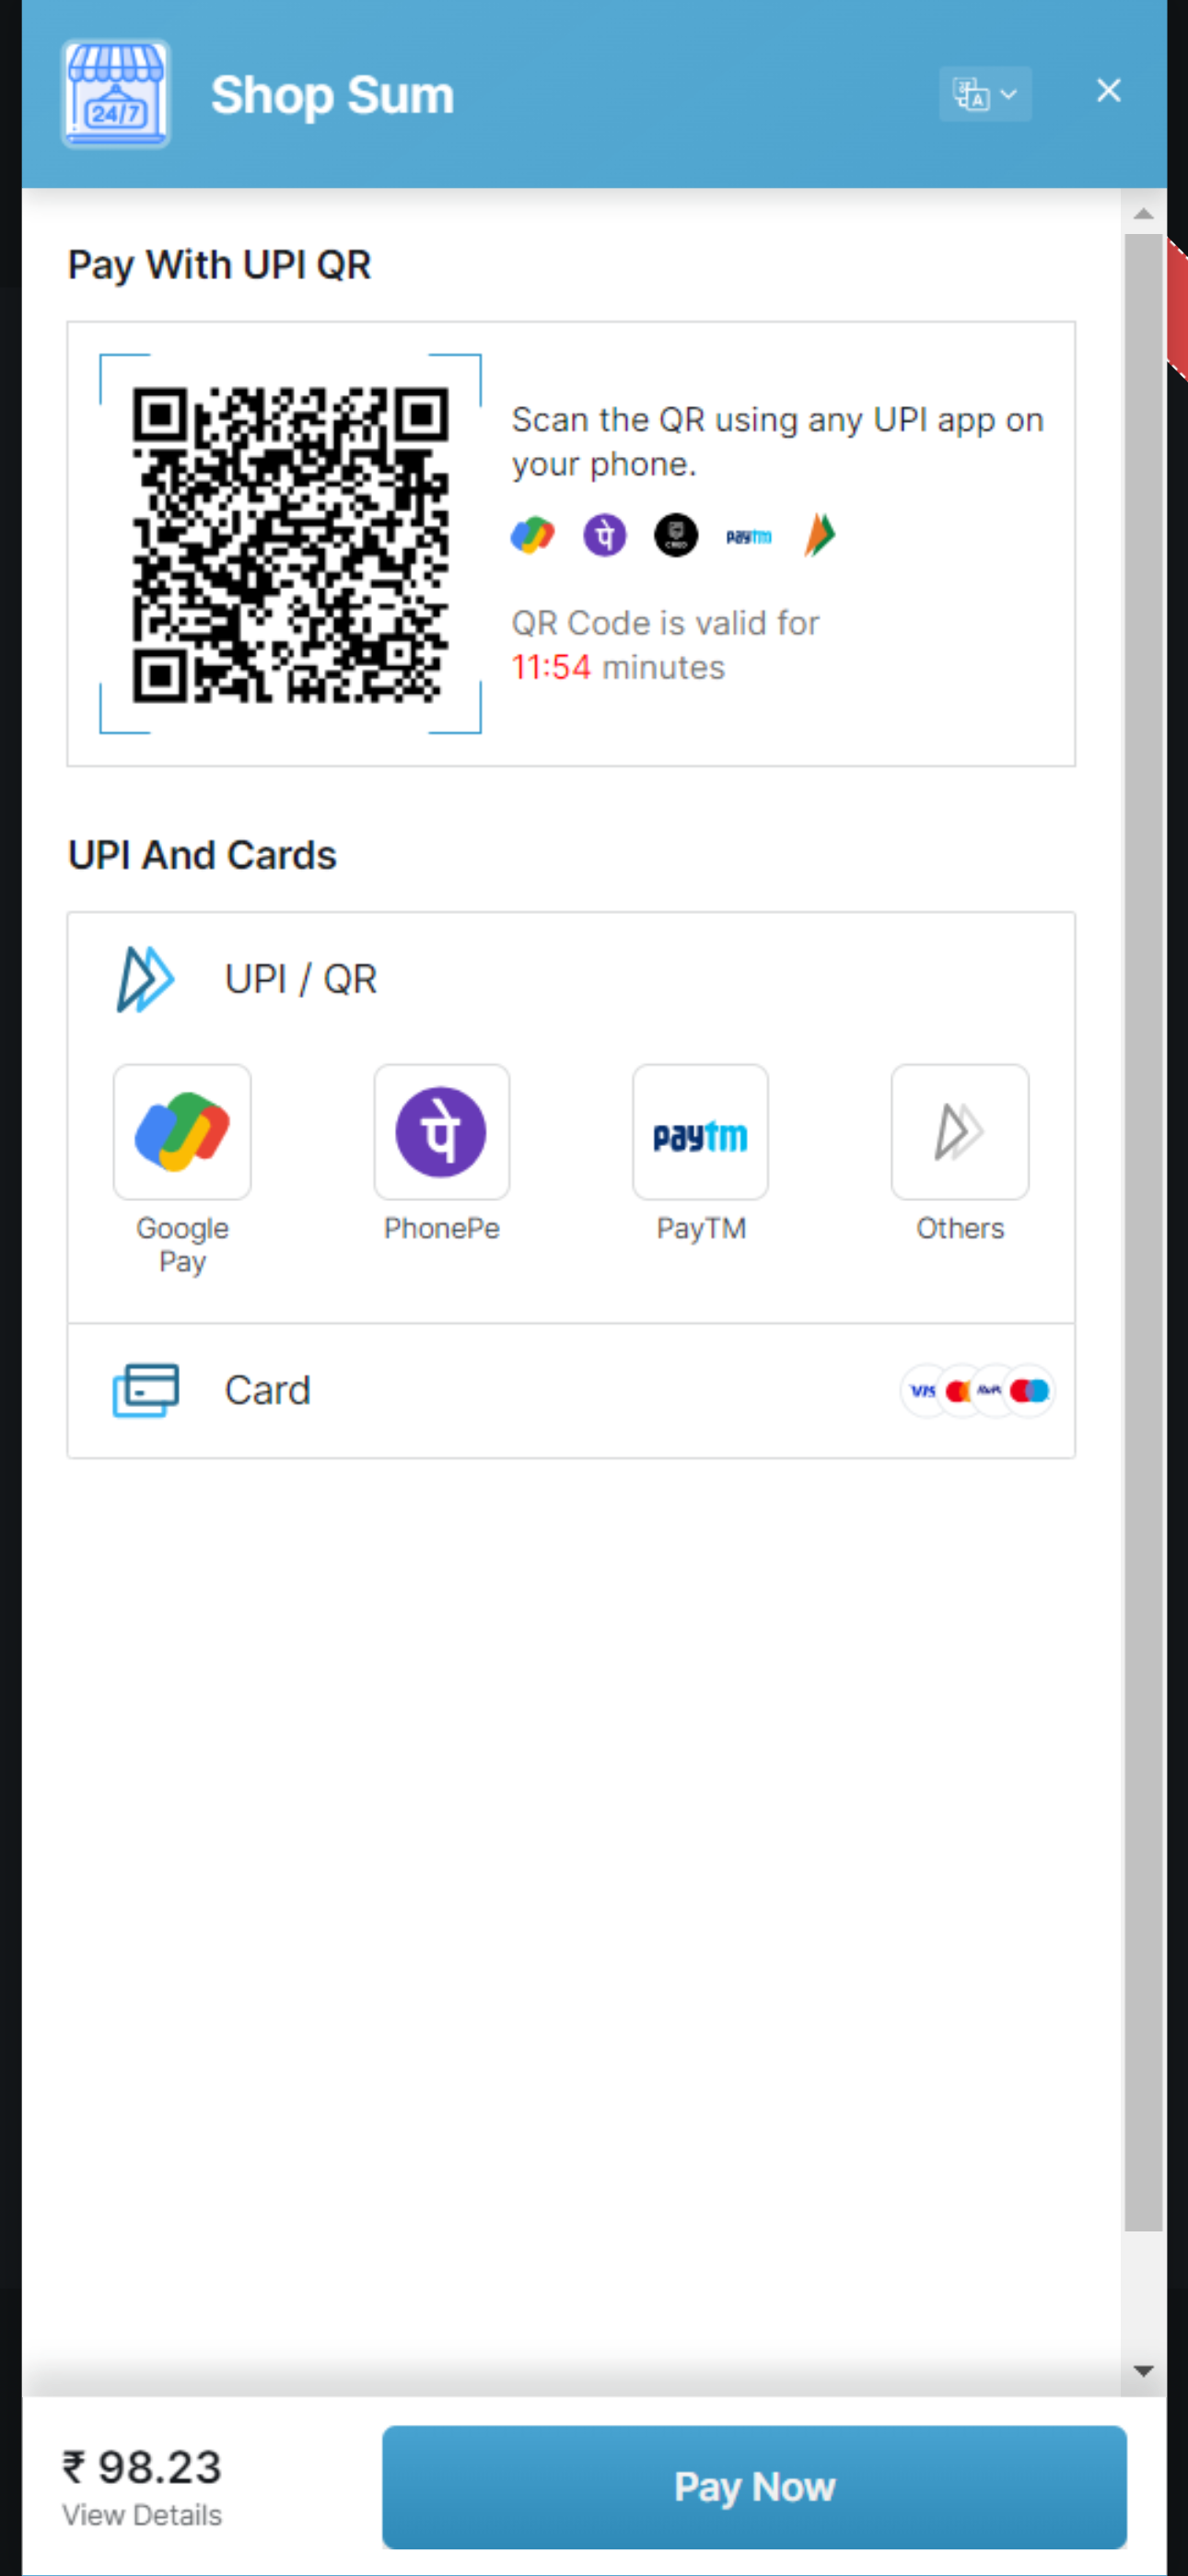 24/7
Shop Sum
Pay With UPI QR
Scan the QR using any UPI app on
your phone.
पे
CRED
paytm
QR Code is valid for
11:54 minutes
UPI And Cards
UPI / QR
पे
paytm
Google
Pay
PhonePe
PayTM
Others
Card
VIS
₹ 98.23
View Details
Pay Now